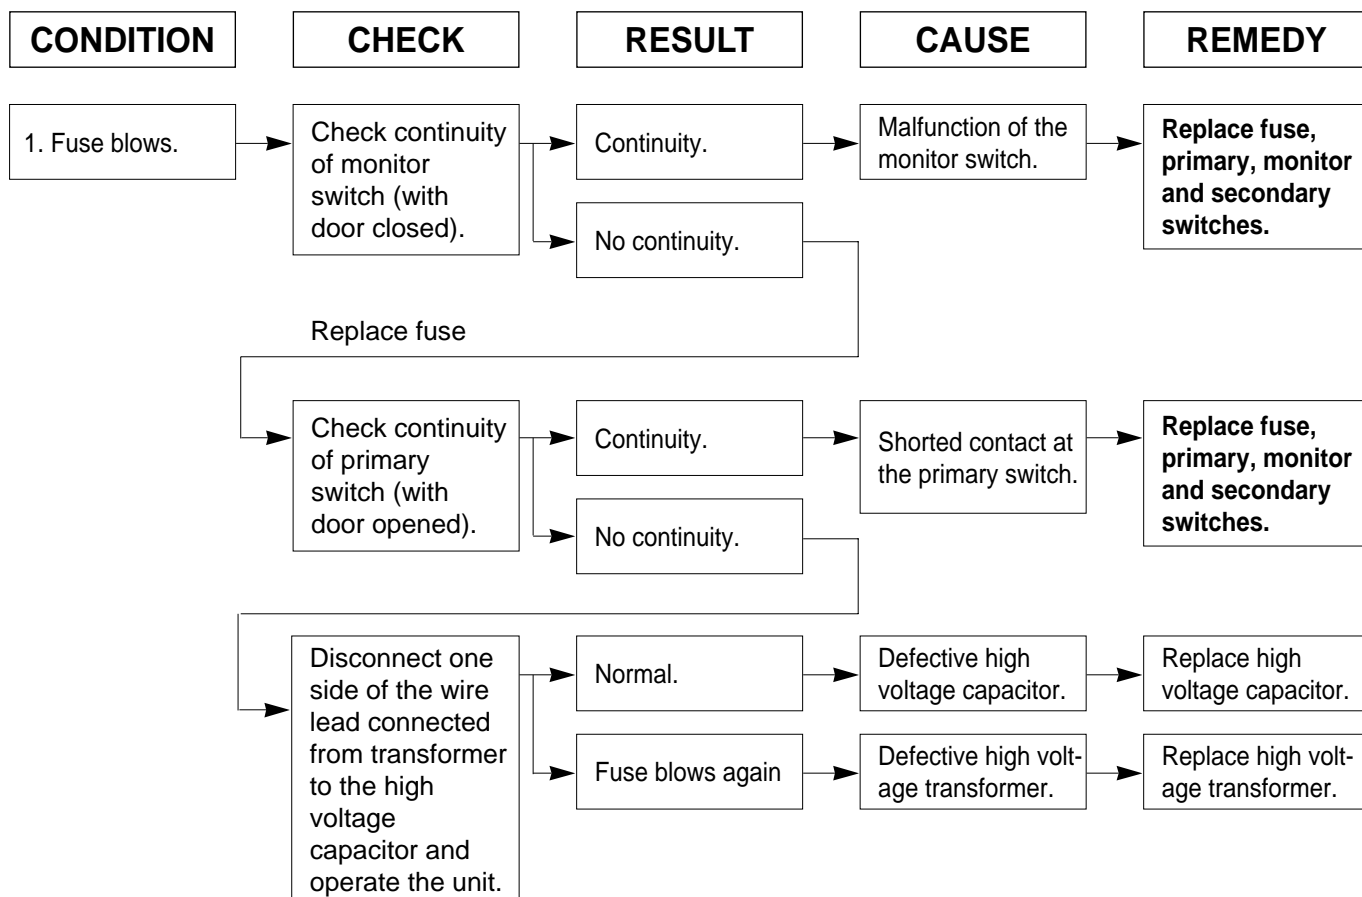 CONDITION
CHECK
RESULT
CAUSE
REMEDY
1. Fuse blows.
Check continuity
of monitor
switch (with
door closed).
Continuity.
Malfunction of the
monitor switch.
Replace fuse,
primary, monitor
and secondary
switches.
No continuity.
Replace fuse
Check continuity
of primary
switch (with
door opened).
Continuity.
Shorted contact at
the primary switch.
Replace fuse,
primary, monitor
and secondary
switches.
No continuity.
Disconnect one
side of the wire
lead connected
from transformer
to the high
voltage
capacitor and
operate the unit.
Normal.
Defective high
voltage capacitor.
Replace high
voltage capacitor.
Fuse blows again
Defective high volt-
age transformer.
Replace high volt-
age transformer.